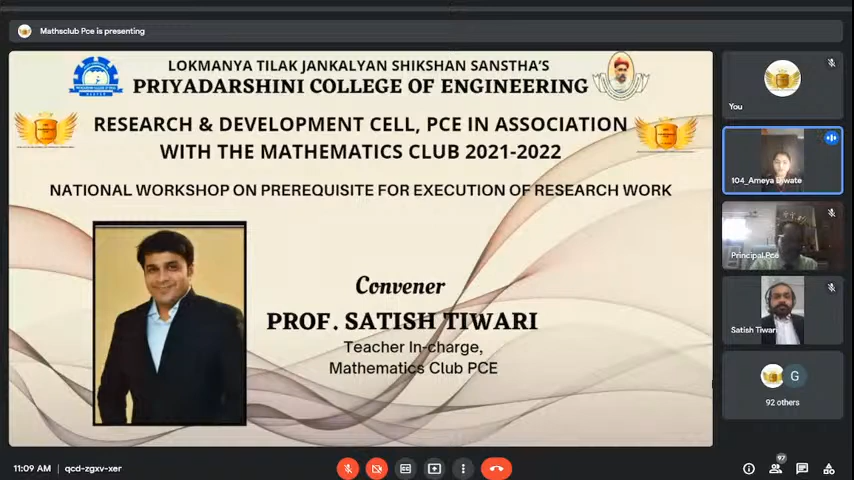 Mathsclub Pce is presenting
LOKMANYA TILAK JANKALYAN SHIKSHAN SANSTHA'S
PRIYADARSHINI COLLEGE OF ENGINEERING
RESEARCH & DEVELOPMENT CELL, PCE IN ASSOCIATION
WITH THE MATHEMATICS CLUB 2021-2022
NATIONAL WORKSHOP ON PREREQUISITE FOR EXECUTION OF RESEARCH WORK
Convener
PROF. SATISH TIWARI
Teacher In-charge,
Mathematics Club PCE
You
104_Ameya Diwate
Principal Pce
Satish Tiwari
G
92 others
11:09 AM | qcd-zgxv-xer
97